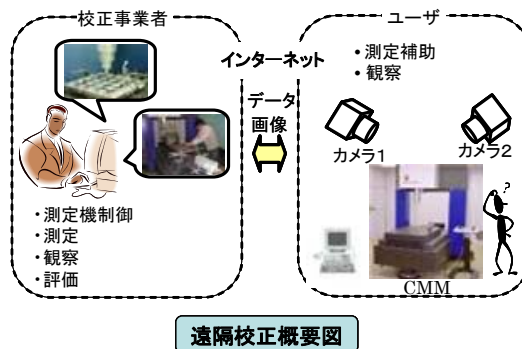 校正事業者
ユーザ
インターネット
データ
画像
・測定補助
・観察
カメラ1
カメラ2
・測定機制御
・測定
・観察
・評価
CMM
?
遠隔校正概要図